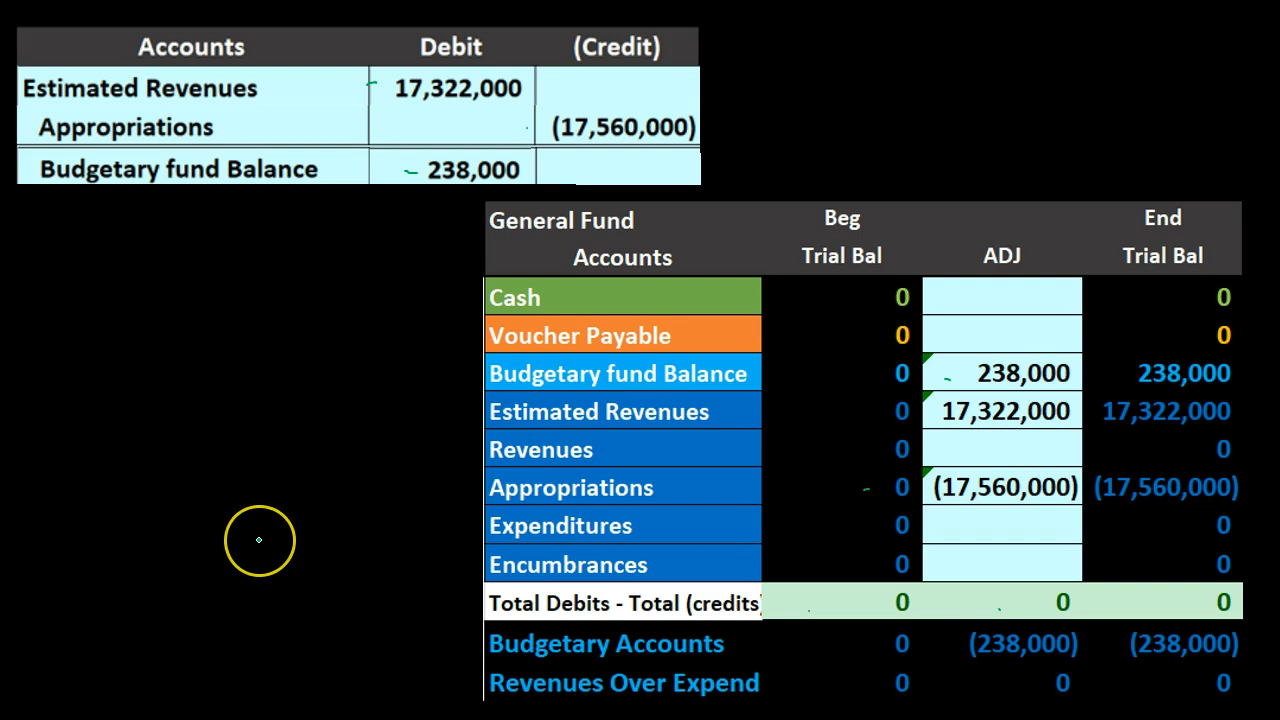 Accounts Debit (Credit)
Estimated Revenues 17,322,000
Appropriations (17,560,000)
Budgetary fund Balance 238,000
General Fund Beg End
Accounts Trial Bal ADJ Trial Bal
Cash 0 0
Voucher Payable 0 0
Budgetary fund Balance 0 238,000 238,000
Estimated Revenues 0 17,322,000 17,322,000
Revenues 0 0
Appropriations 0 (17,560,000) (17,560,000)
Expenditures 0 0
Encumbrances 0 0
Total Debits - Total (credits) 0 0 0
Budgetary Accounts 0 (238,000) (238,000)
Revenues Over Expend 0 0 0